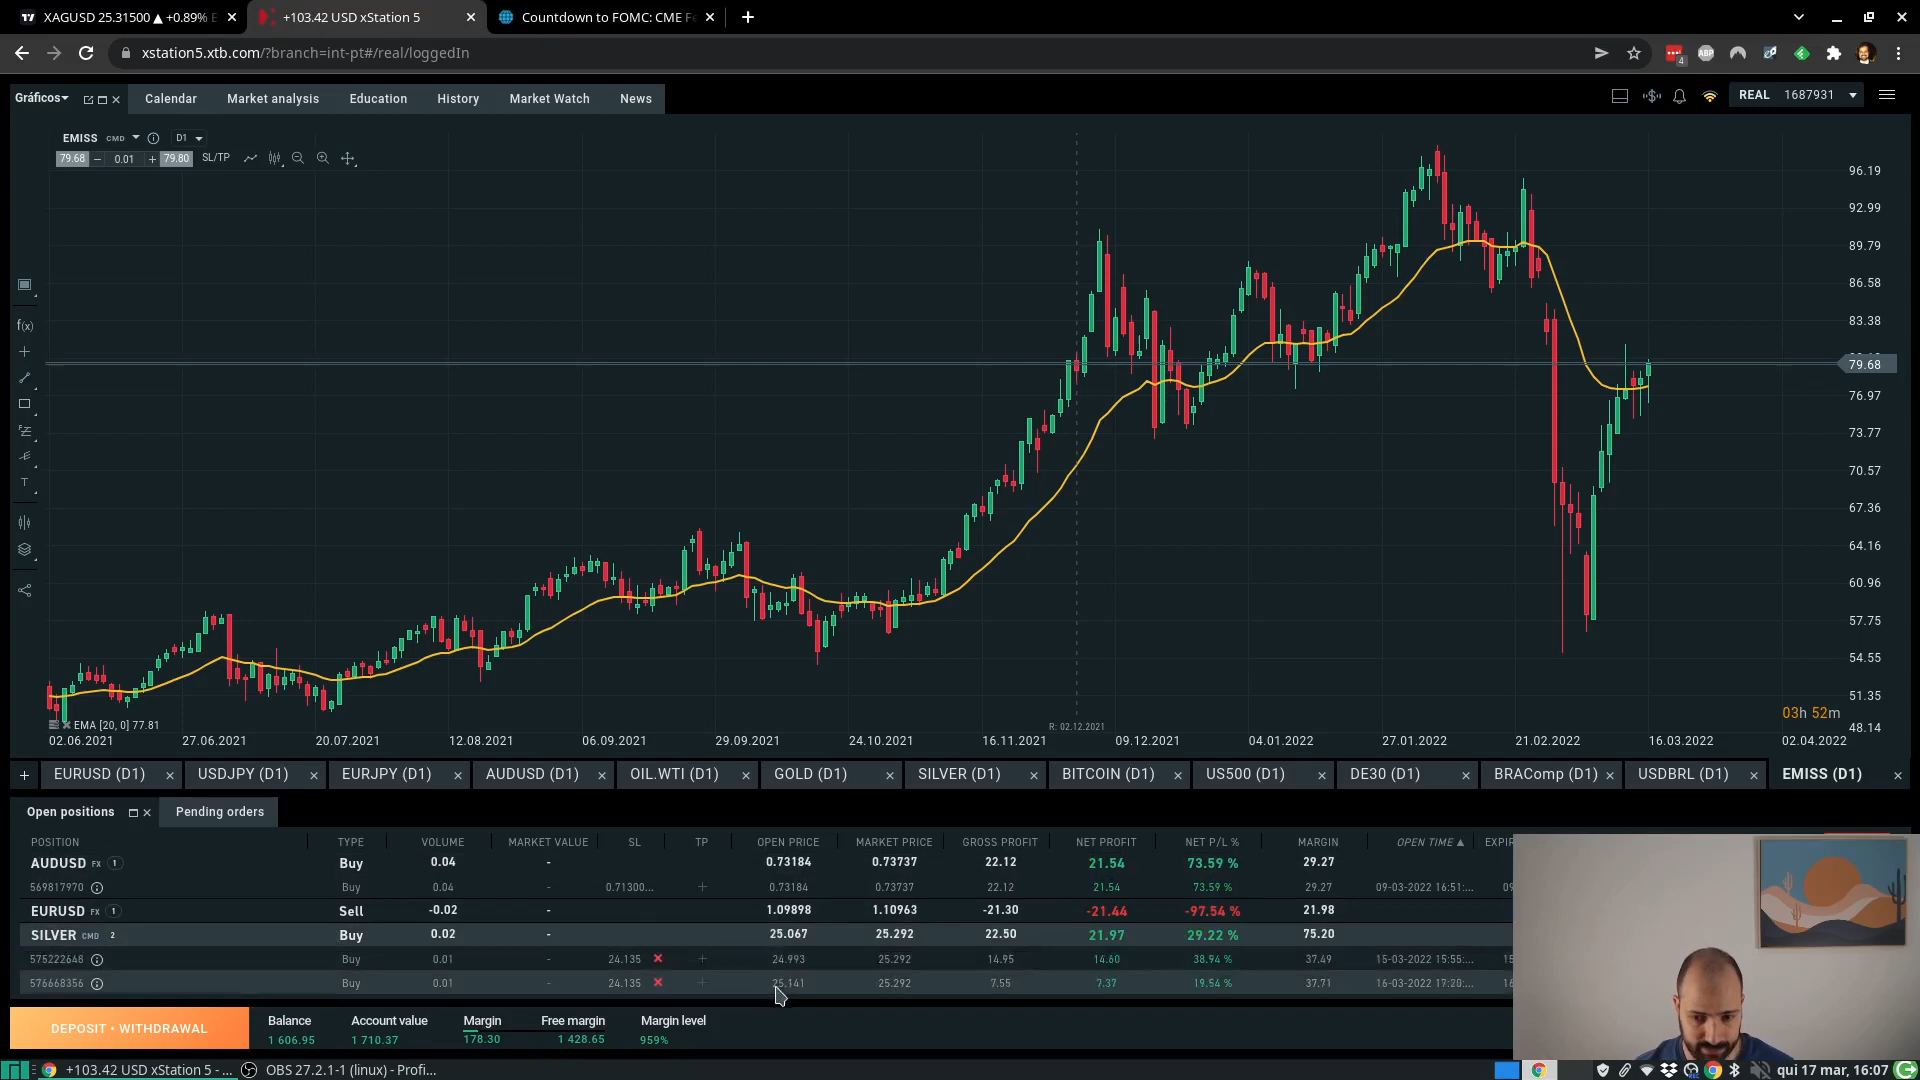 XAGUSD 25.31500 ▲ +0.89%
+103.42 USD xStation 5
Countdown to FOMC: CME Fe
xstation5.xtb.com/?branch=int-pt#/real/loggedIn
4
ABP
Gráficos
Calendar
Market analysis
Education
History
Market Watch
News
REAL 1687931
EMISS CMD
D1
79.68 − 0.01 + 79.80 SL/TP
96.19
92.99
89.79
86.58
83.38
79.68
76.97
73.77
70.57
67.36
64.16
60.96
57.75
54.55
51.35
48.14
f(x)
T
03h 52m
R: 02.12.2021
EMA [20, 0] 77.81
02.06.2021 27.06.2021 20.07.2021 12.08.2021 06.09.2021 29.09.2021 24.10.2021 16.11.2021 09.12.2021 04.01.2022 27.01.2022 21.02.2022 16.03.2022 02.04.2022
+ EURUSD (D1) × USDJPY (D1) × EURJPY (D1) × AUDUSD (D1) × OIL.WTI (D1) × GOLD (D1) × SILVER (D1) × BITCOIN (D1) × US500 (D1) × DE30 (D1) × BRAComp (D1) × USDBRL (D1) × EMISS (D1) ×
Open positions
Pending orders
POSITION TYPE VOLUME MARKET VALUE SL TP OPEN PRICE MARKET PRICE GROSS PROFIT NET PROFIT NET P/L % MARGIN OPEN TIME ▲ EXPIR
AUDUSD FX 1 Buy 0.04 - 0.73184 0.73737 22.12 21.54 73.59 % 29.27
569817970 Buy 0.04 - 0.71300... + 0.73184 0.73737 22.12 21.54 73.59 % 29.27 09-03-2022 16:51:... 09
EURUSD FX 1 Sell -0.02 - 1.09898 1.10963 -21.30 -21.44 -97.54 % 21.98
SILVER CMD 2 Buy 0.02 - 25.067 25.292 22.50 21.97 29.22 % 75.20
575222648 Buy 0.01 - 24.135 × + 24.993 25.292 14.95 14.60 38.94 % 37.49 15-03-2022 15:55:... 15
576668356 Buy 0.01 - 24.135 × + 25.141 25.292 7.55 7.37 19.54 % 37.71 16-03-2022 17:20:... 16
DEPOSIT • WITHDRAWAL
Balance Account value Margin Free margin Margin level
1 606.95 1 710.37 178.30 1 428.65 959%
+103.42 USD xStation 5 - ...
OBS 27.2.1-1 (linux) - Profi...
qui 17 mar, 16:07